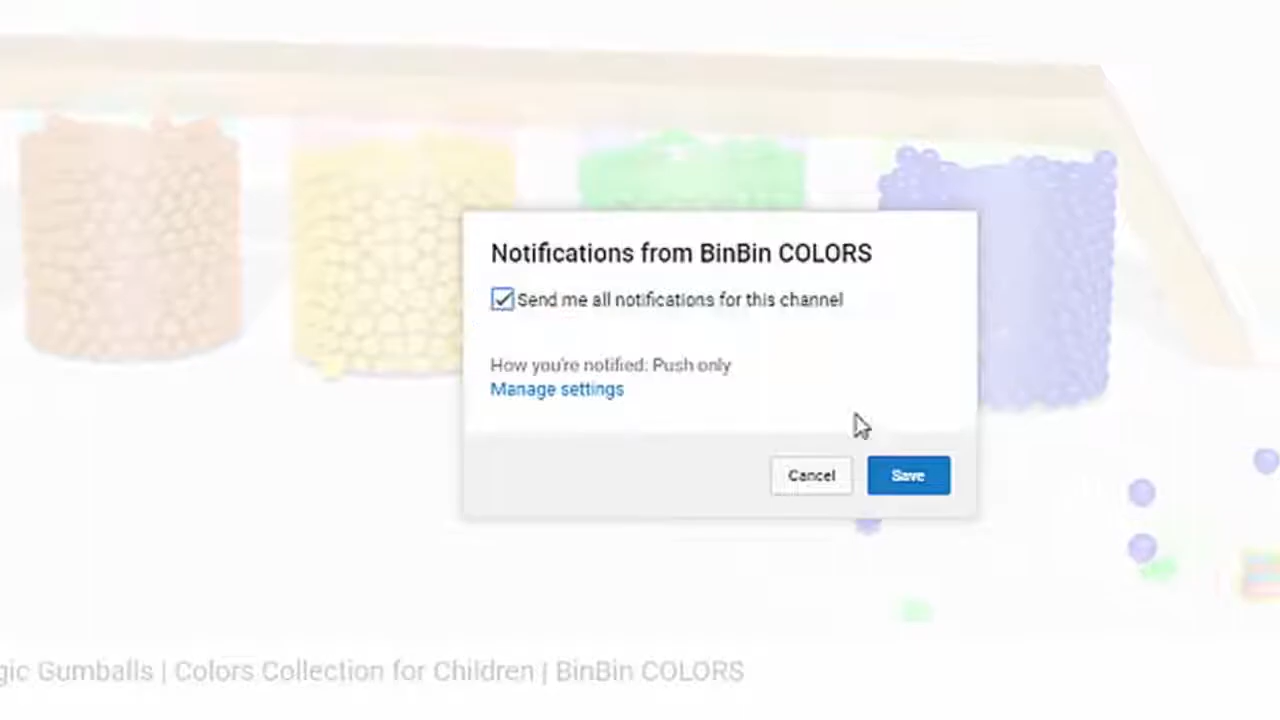 Notifications from BinBin COLORS
Send me all notifications for this channel
How you're notified: Push only
Manage settings
Cancel
Save
Gumballs | Colors Collection for Children | BinBin COLORS